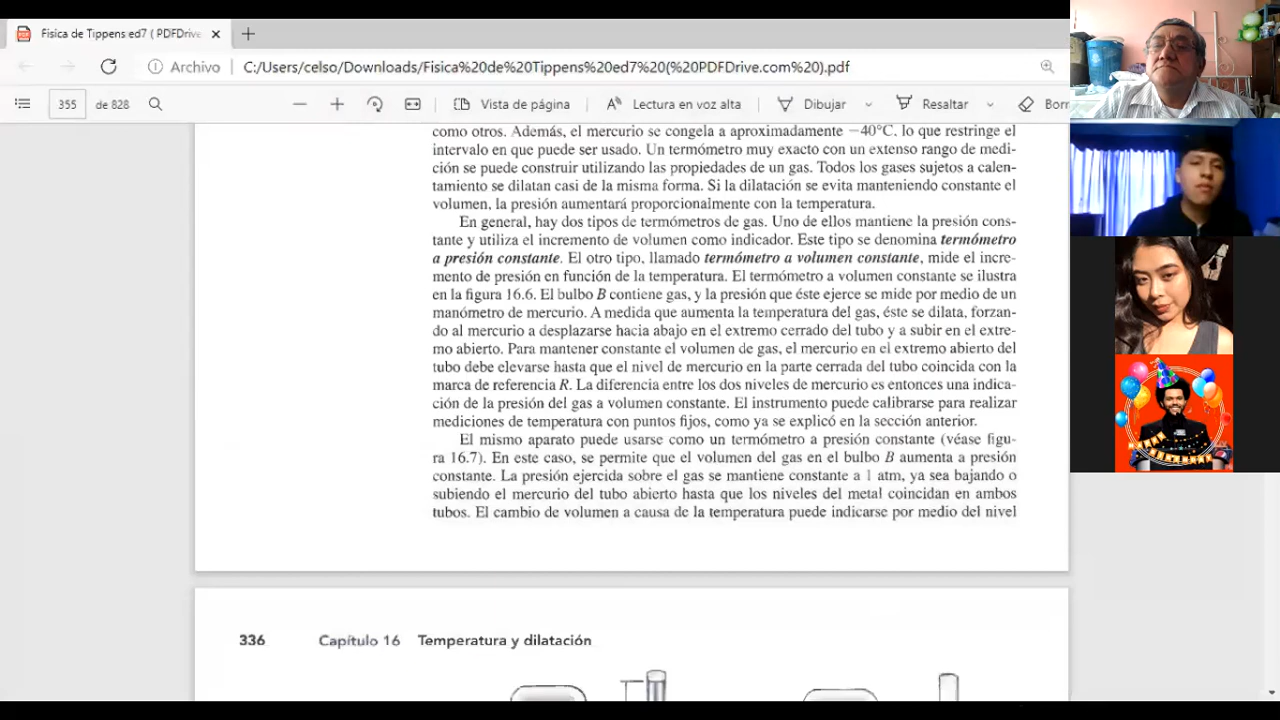 Fisica de Tippens ed7 ( PDFDrive
Archivo
C:/Users/celso/Downloads/Fisica%20de%20Tippens%20ed7%20(%20PDFDrive.com%20).pdf
355 de 828
Vista de página
Lectura en voz alta
Dibujar
Resaltar
Borr
como otros. Además, el mercurio se congela a aproximadamente −40°C, lo que restringe el
intervalo en que puede ser usado. Un termómetro muy exacto con un extenso rango de medi-
ción se puede construir utilizando las propiedades de un gas. Todos los gases sujetos a calen-
tamiento se dilatan casi de la misma forma. Si la dilatación se evita manteniendo constante el
volumen, la presión aumentará proporcionalmente con la temperatura.
En general, hay dos tipos de termómetros de gas. Uno de ellos mantiene la presión cons-
tante y utiliza el incremento de volumen como indicador. Este tipo se denomina termómetro
a presión constante. El otro tipo, llamado termómetro a volumen constante, mide el incre-
mento de presión en función de la temperatura. El termómetro a volumen constante se ilustra
en la figura 16.6. El bulbo B contiene gas, y la presión que éste ejerce se mide por medio de un
manómetro de mercurio. A medida que aumenta la temperatura del gas, éste se dilata, forzan-
do al mercurio a desplazarse hacia abajo en el extremo cerrado del tubo y a subir en el extre-
mo abierto. Para mantener constante el volumen de gas, el mercurio en el extremo abierto del
tubo debe elevarse hasta que el nivel de mercurio en la parte cerrada del tubo coincida con la
marca de referencia R. La diferencia entre los dos niveles de mercurio es entonces una indica-
ción de la presión del gas a volumen constante. El instrumento puede calibrarse para realizar
mediciones de temperatura con puntos fijos, como ya se explicó en la sección anterior.
El mismo aparato puede usarse como un termómetro a presión constante (véase figu-
ra 16.7). En este caso, se permite que el volumen del gas en el bulbo B aumenta a presión
constante. La presión ejercida sobre el gas se mantiene constante a 1 atm, ya sea bajando o
subiendo el mercurio del tubo abierto hasta que los niveles del metal coincidan en ambos
tubos. El cambio de volumen a causa de la temperatura puede indicarse por medio del nivel
336 Capítulo 16 Temperatura y dilatación